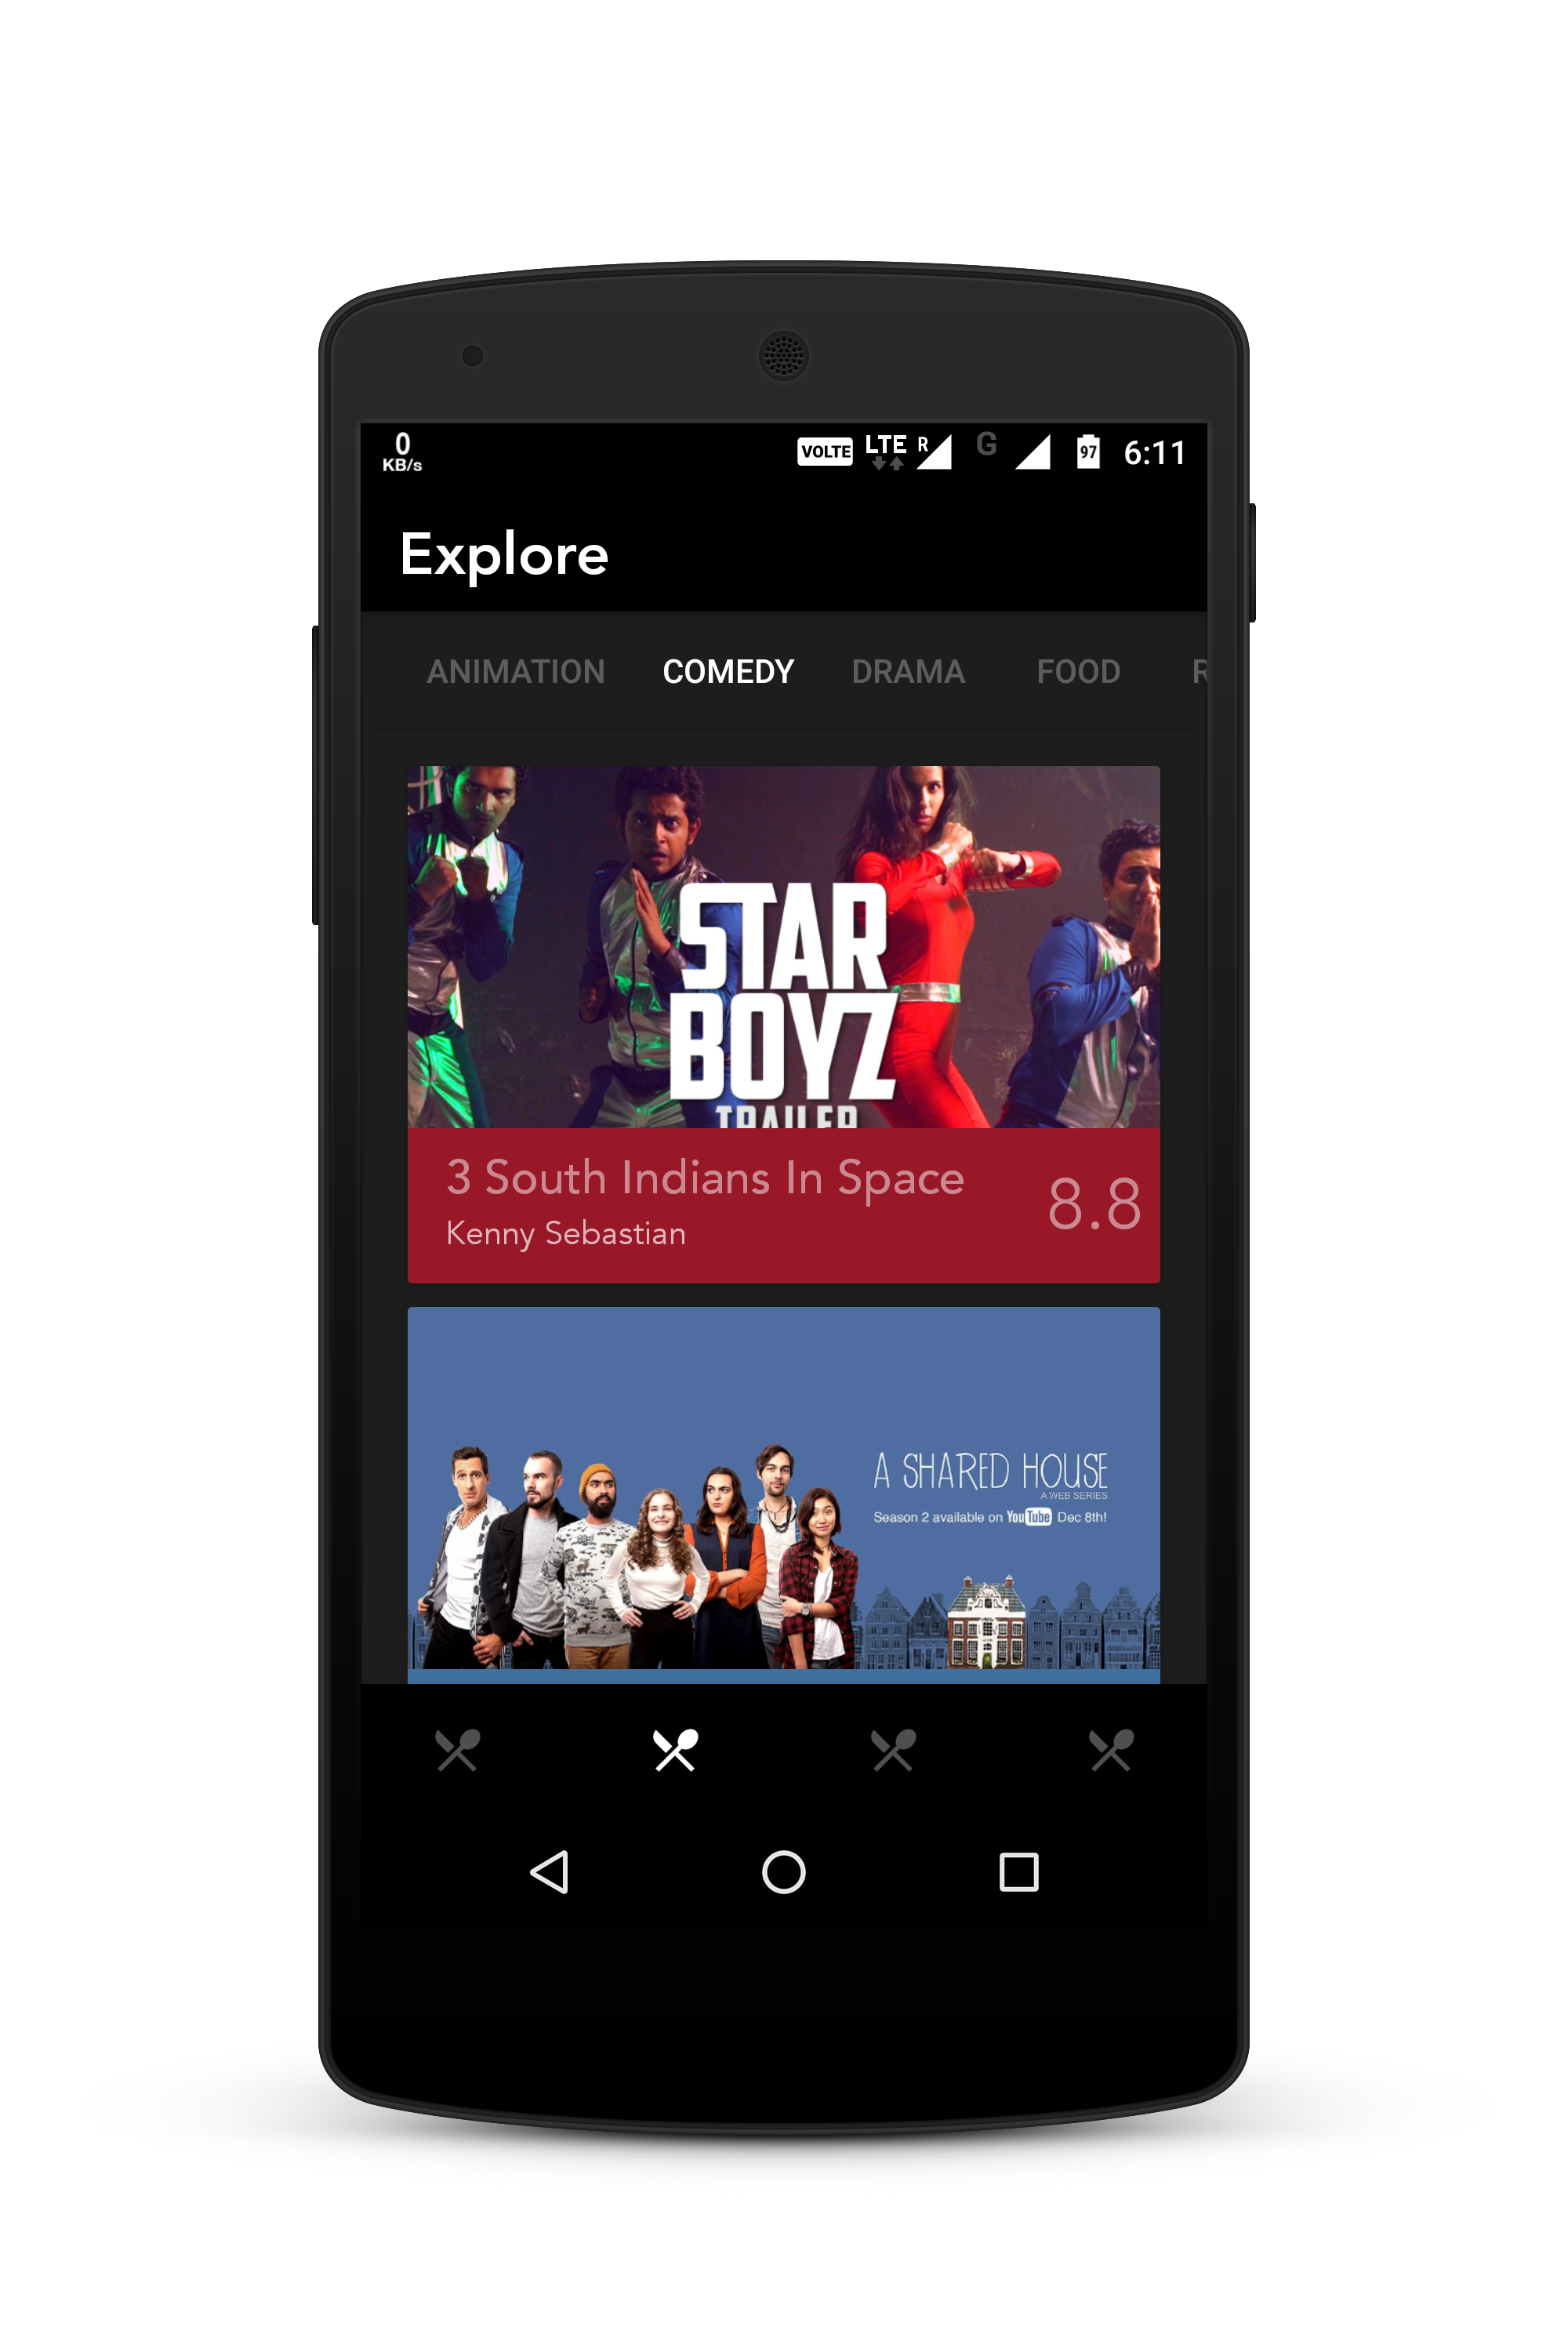 0
KB/s
VOLTE LTE R G 97 6:11
Explore
ANIMATION COMEDY DRAMA FOOD R
STAR
BOYZ
TRAILER
3 South Indians In Space
Kenny Sebastian
8.8
A SHARED HOUSE
A WEB SERIES
Season 2 available on YouTube Dec 8th!